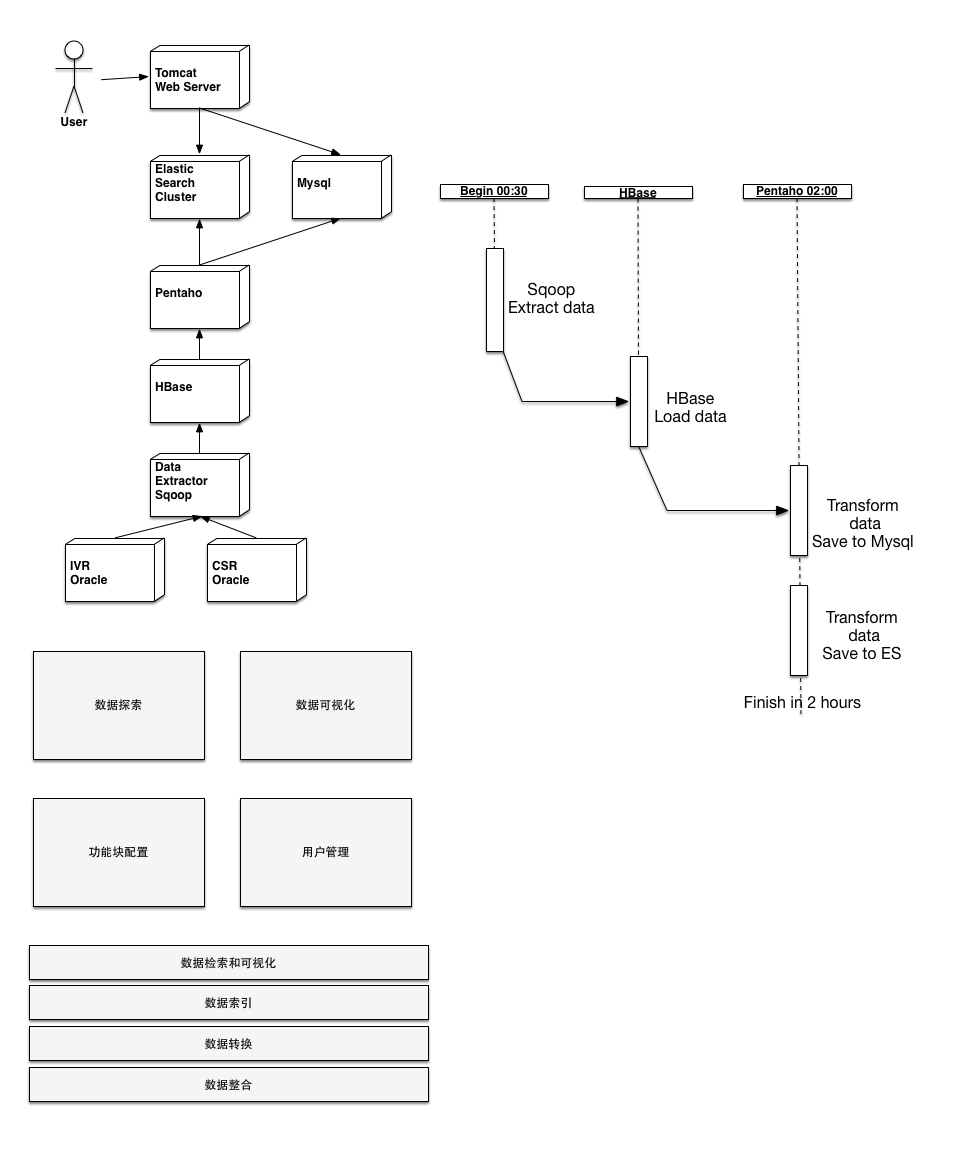 User
Tomcat
Web Server
Elastic
Search
Cluster
Mysql
Pentaho
HBase
Data
Extractor
Sqoop
IVR
Oracle
CSR
Oracle
Begin 00:30
HBase
Pentaho 02:00
Sqoop
Extract data
HBase
Load data
Transform
data
Save to Mysql
Transform
data
Save to ES
Finish in 2 hours
数据探索
数据可视化
功能块配置
用户管理
数据检索和可视化
数据索引
数据转换
数据整合